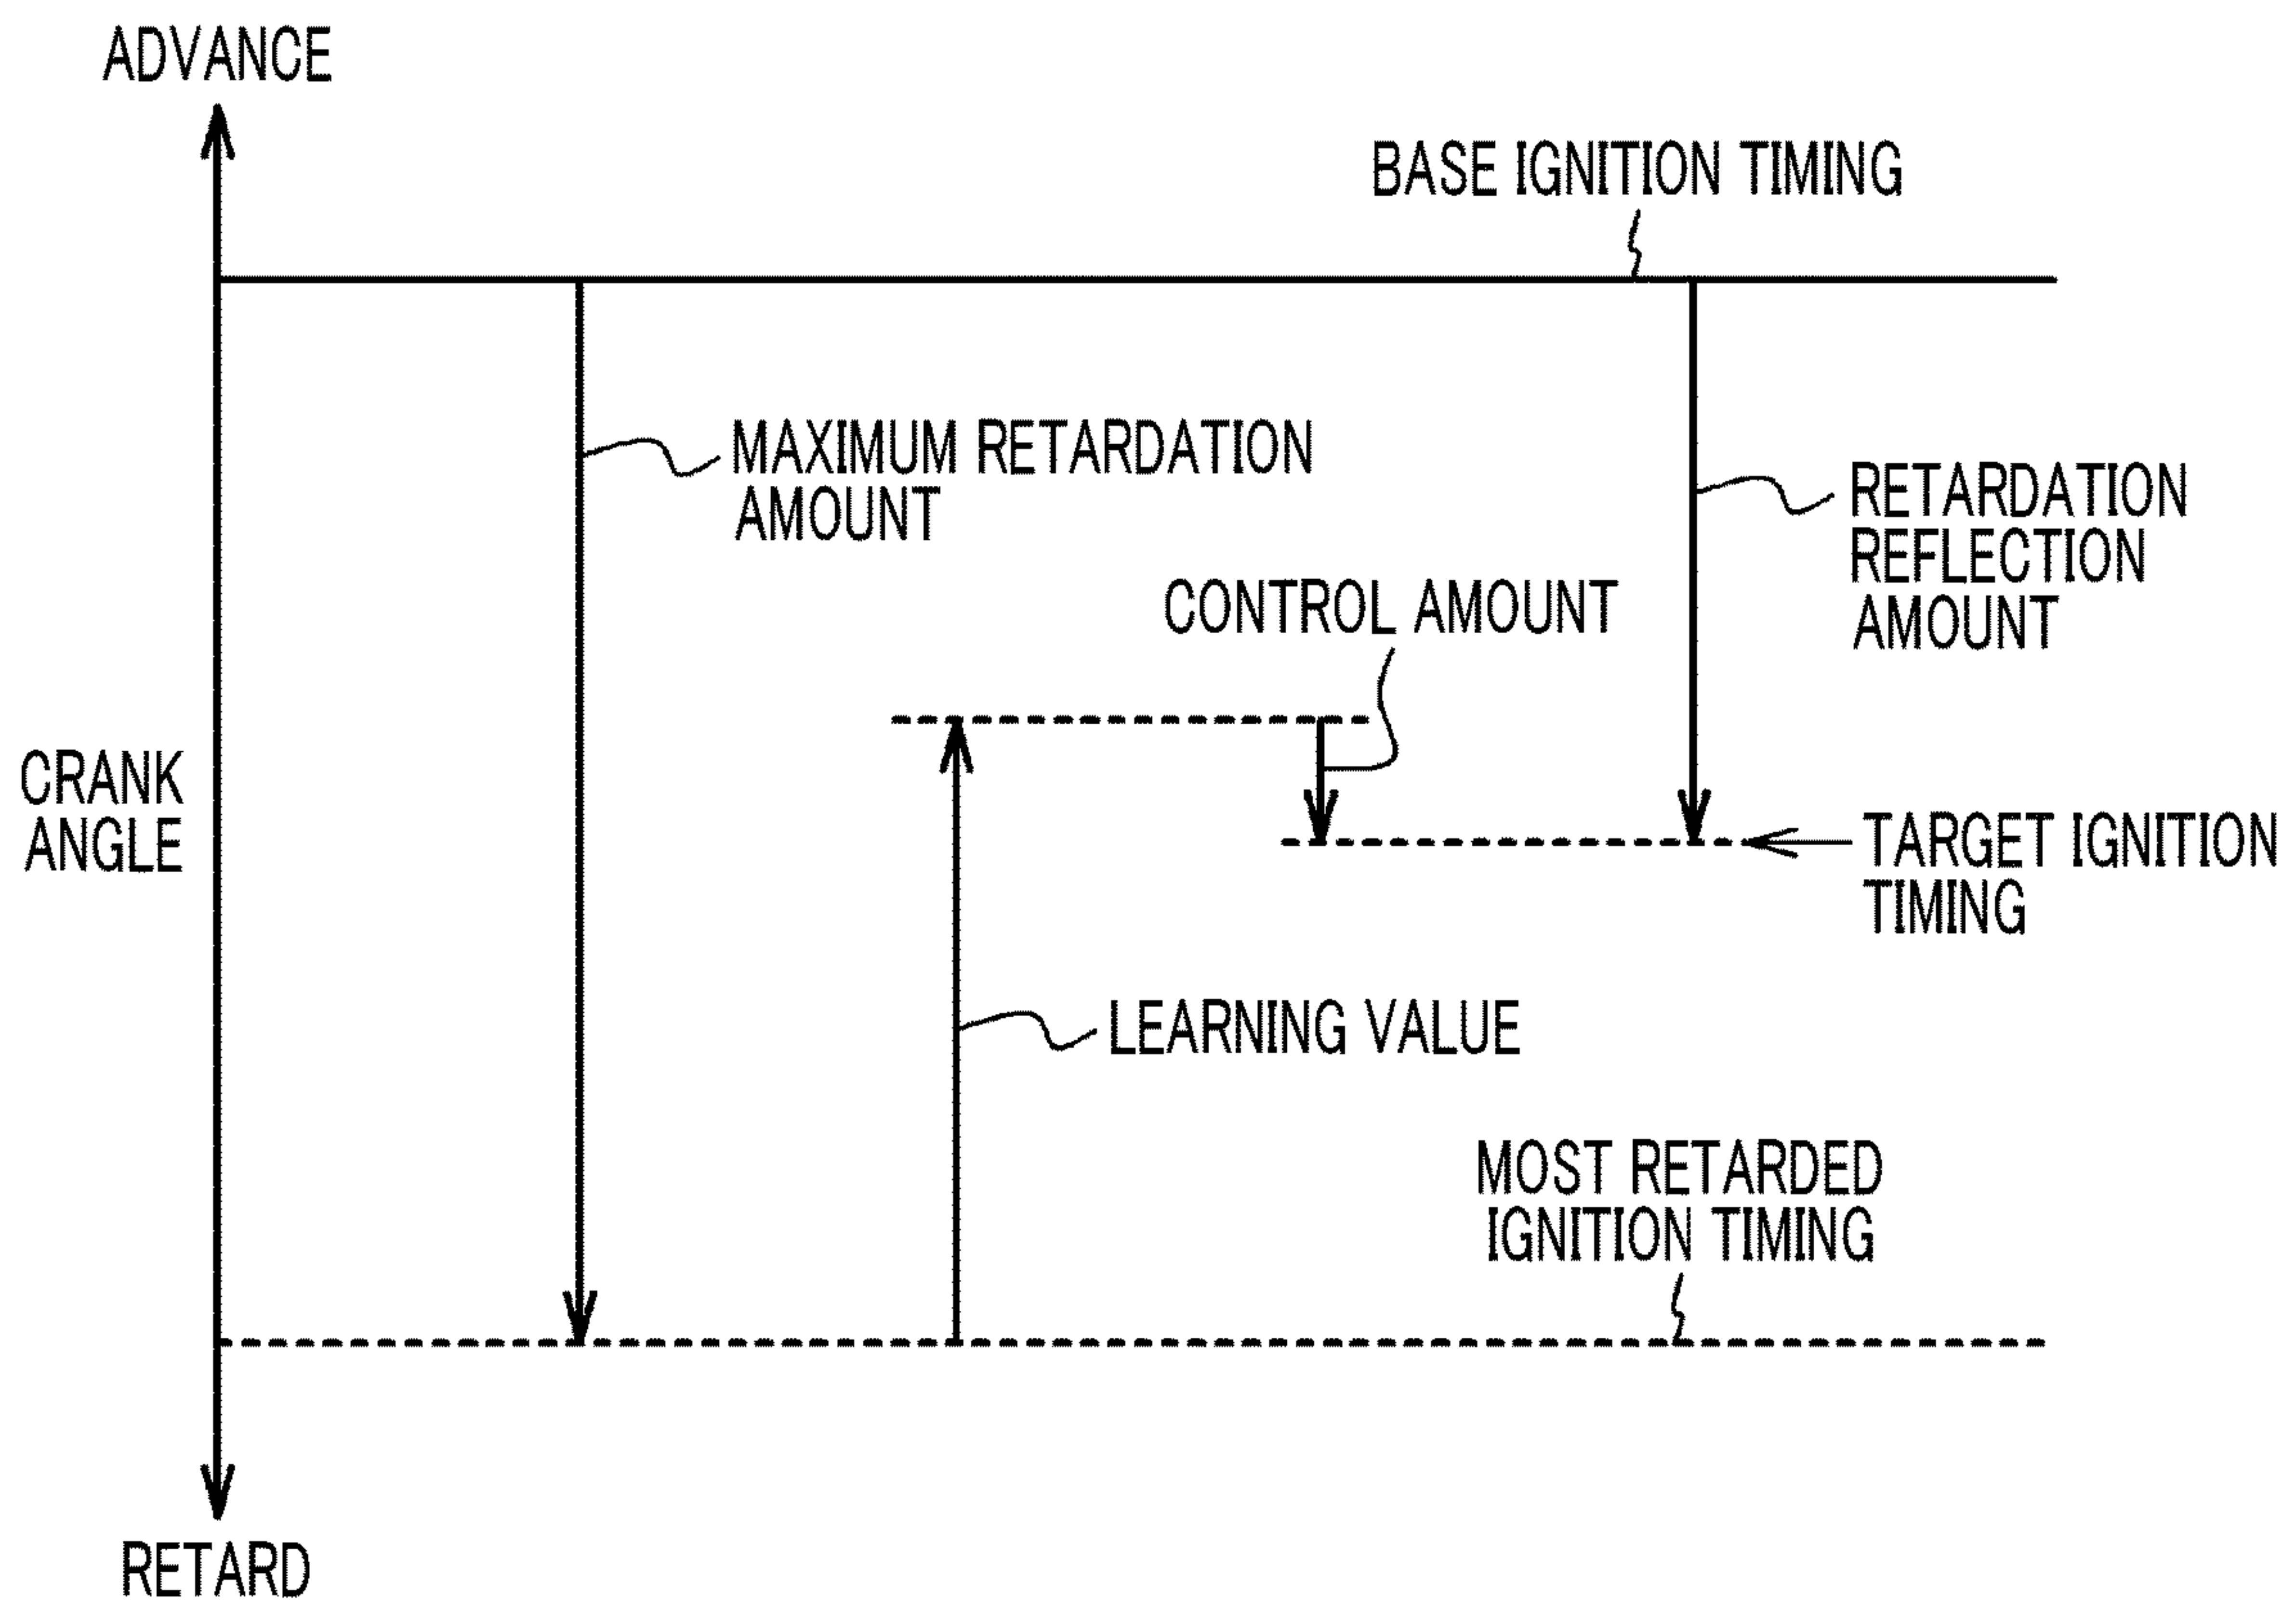 ADVANCE
BASE IGNITION TIMING
MAXIMUM RETARDATION
AMOUNT
RETARDATION
REFLECTION
AMOUNT
CONTROL AMOUNT
CRANK
ANGLE
TARGET IGNITION
TIMING
LEARNING VALUE
MOST RETARDED
IGNITION TIMING
RETARD